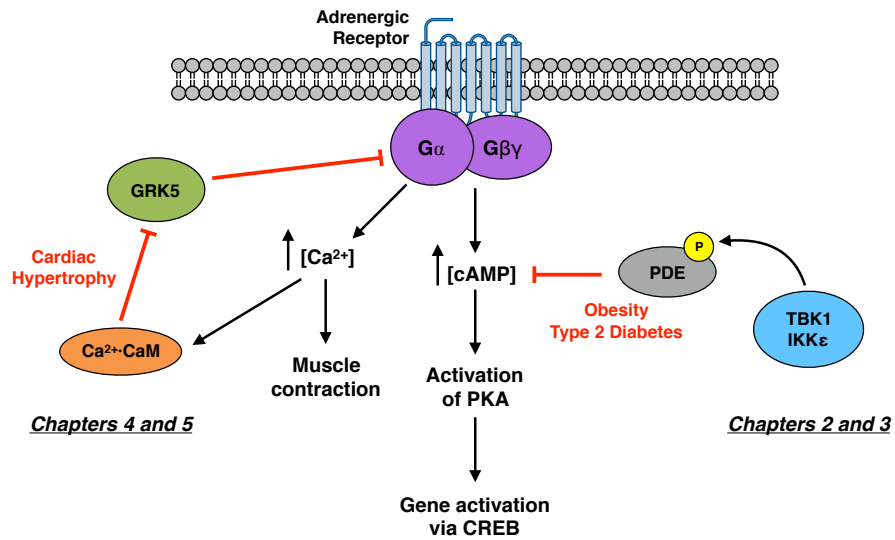 Adrenergic
Receptor
Gα
Gβγ
GRK5
Cardiac
Hypertrophy
[Ca²⁺]
[cAMP]
P
PDE
Obesity
Type 2 Diabetes
TBK1
IKKε
Ca²⁺·CaM
Muscle
contraction
Activation
of PKA
Chapters 4 and 5
Chapters 2 and 3
Gene activation
via CREB